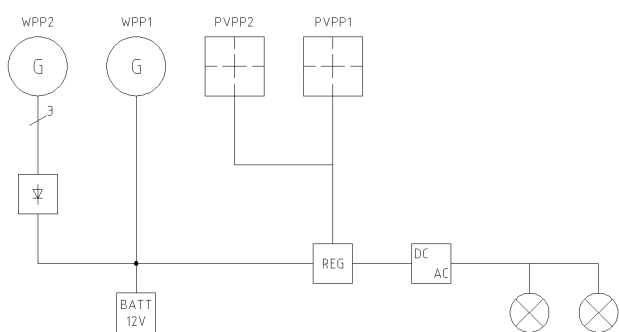 WPP2 WPP1 PVPP2 PVPP1
G G
3
REG
DC
AC
BATT
12V